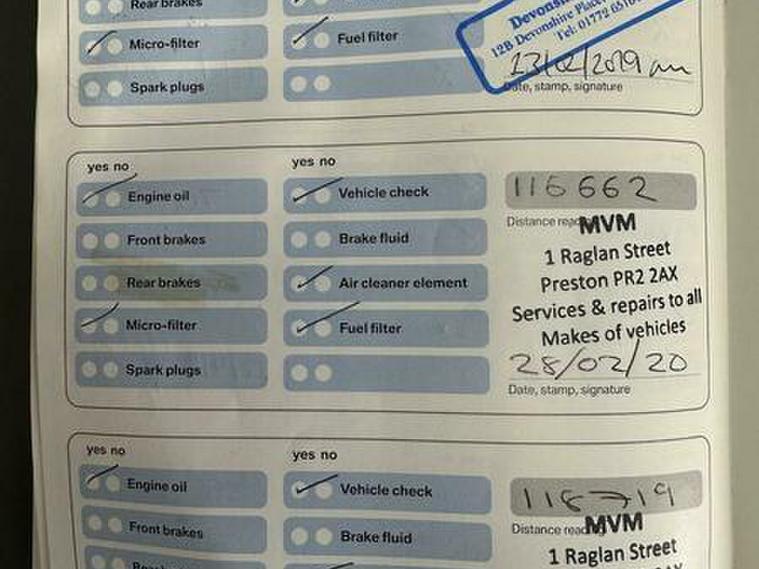 Rear brakes
Micro-filter
Fuel filter
Spark plugs
Devons
12B Devonshire Place
Tel: 01772
Date, stamp, signature
yes no
yes no
Engine oil
Vehicle check
116662
Distance
MVM
Front brakes
Brake fluid
1 Raglan Street
Rear brakes
Air cleaner element
Preston PR2 2AX
Services & repairs to all
Micro-filter
Fuel filter
Makes of vehicles
Spark plugs
28/02/20
Date, stamp, signature
yes no
yes no
Engine oil
Vehicle check
118719
Distance
MVM
Front brakes
Brake fluid
1 Raglan Street